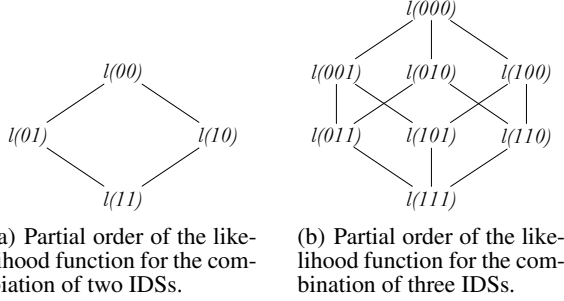 l(00)
l(01) l(10)
l(11)
a) Partial order of the like-
ihood function for the com-
iation of two IDSs.
l(000)
l(001) l(010) l(100)
l(011) l(101) l(110)
l(111)
(b) Partial order of the like-
lihood function for the com-
bination of three IDSs.